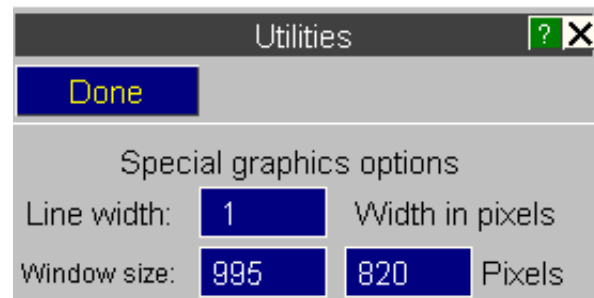 Utilities ? X
Done
Special graphics options
Line width: 1 Width in pixels
Window size: 995 820 Pixels